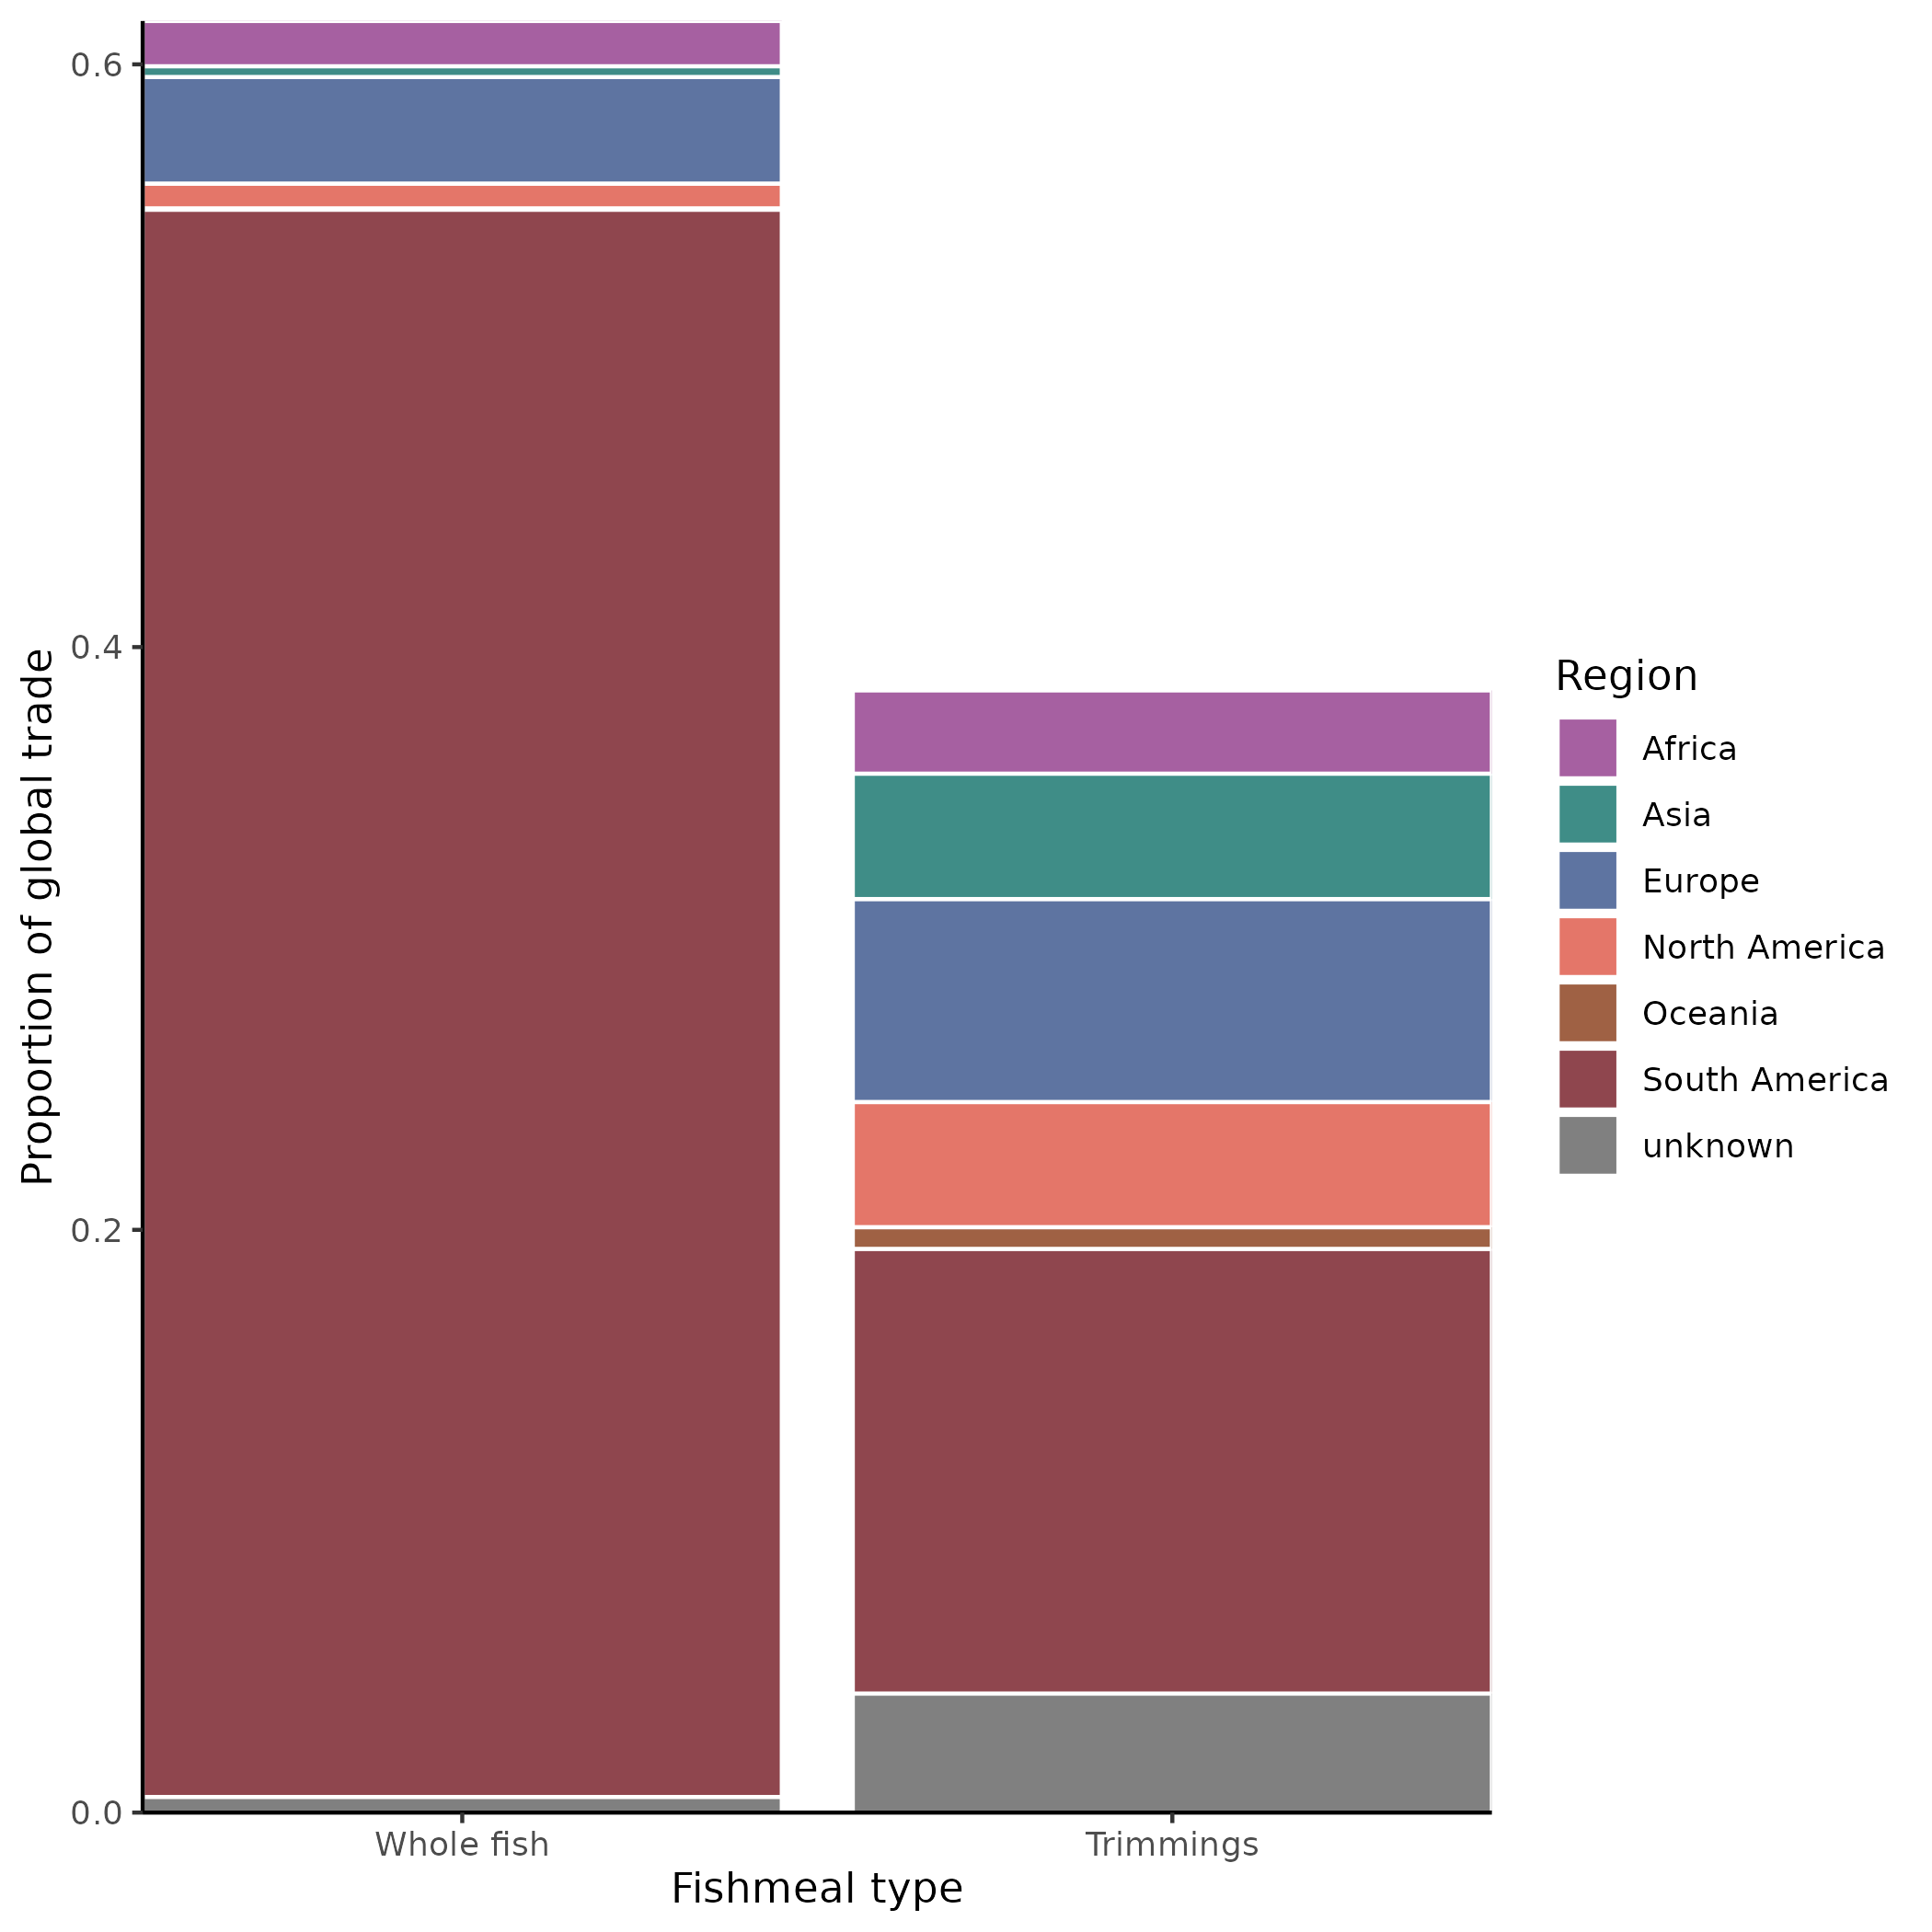 Proportion of global trade
0.6
0.4
0.2
0.0
Whole fish
Trimmings
Fishmeal type
Region
Africa
Asia
Europe
North America
Oceania
South America
unknown